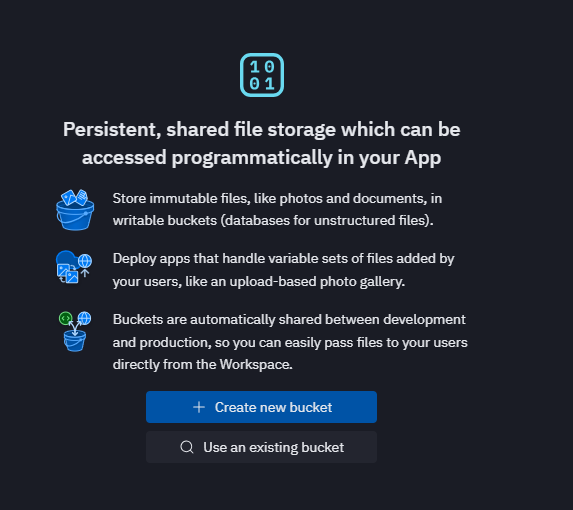 10
01
Persistent, shared file storage which can be
accessed programmatically in your App
Store immutable files, like photos and documents, in
writable buckets (databases for unstructured files).
Deploy apps that handle variable sets of files added by
your users, like an upload-based photo gallery.
Buckets are automatically shared between development
and production, so you can easily pass files to your users
directly from the Workspace.
Create new bucket
Use an existing bucket